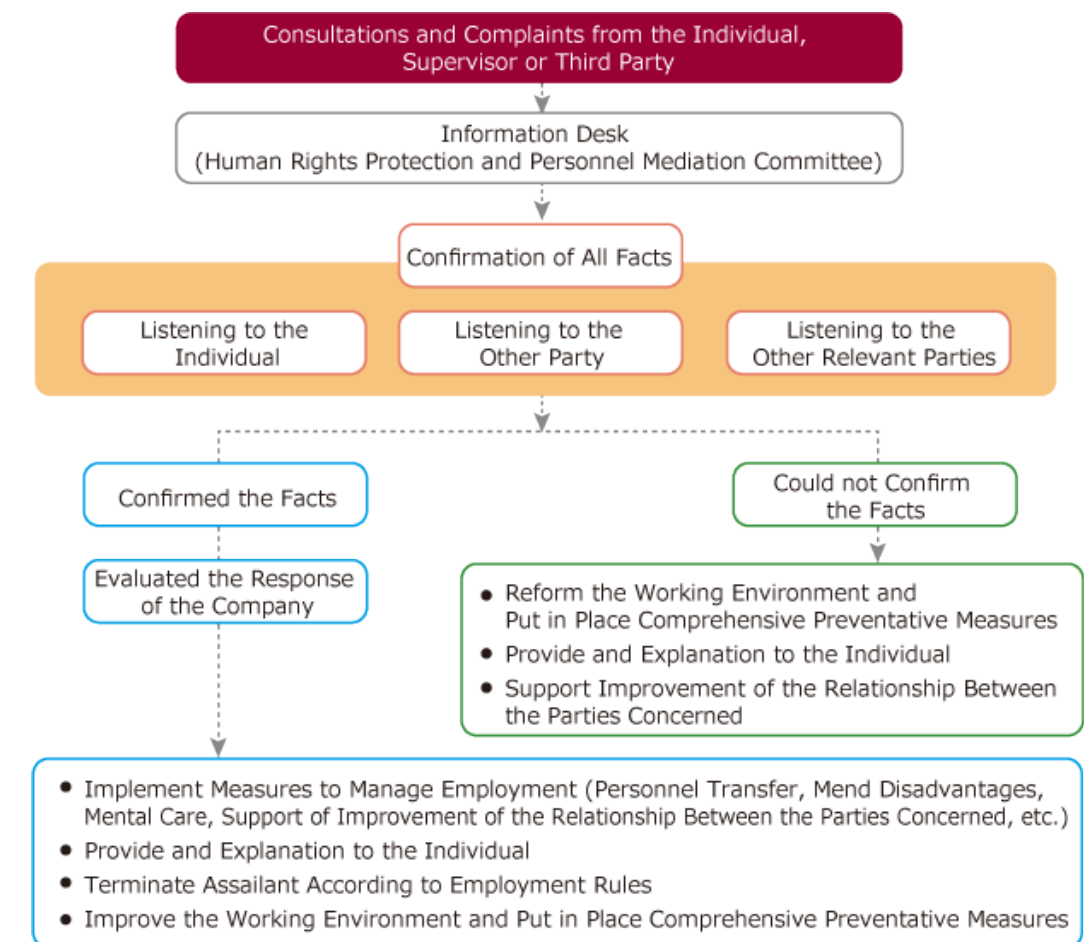 Consultations and Complaints from the Individual,
Supervisor or Third Party
Information Desk
(Human Rights Protection and Personnel Mediation Committee)
Confirmation of All Facts
Listening to the
Individual
Listening to the
Other Party
Listening to the
Other Relevant Parties
Confirmed the Facts
Could not Confirm
the Facts
Evaluated the Response
of the Company
● Reform the Working Environment and
Put in Place Comprehensive Preventative Measures
● Provide and Explanation to the Individual
● Support Improvement of the Relationship Between
the Parties Concerned
● Implement Measures to Manage Employment (Personnel Transfer, Mend Disadvantages,
Mental Care, Support of Improvement of the Relationship Between the Parties Concerned, etc.)
● Provide and Explanation to the Individual
● Terminate Assailant According to Employment Rules
● Improve the Working Environment and Put in Place Comprehensive Preventative Measures